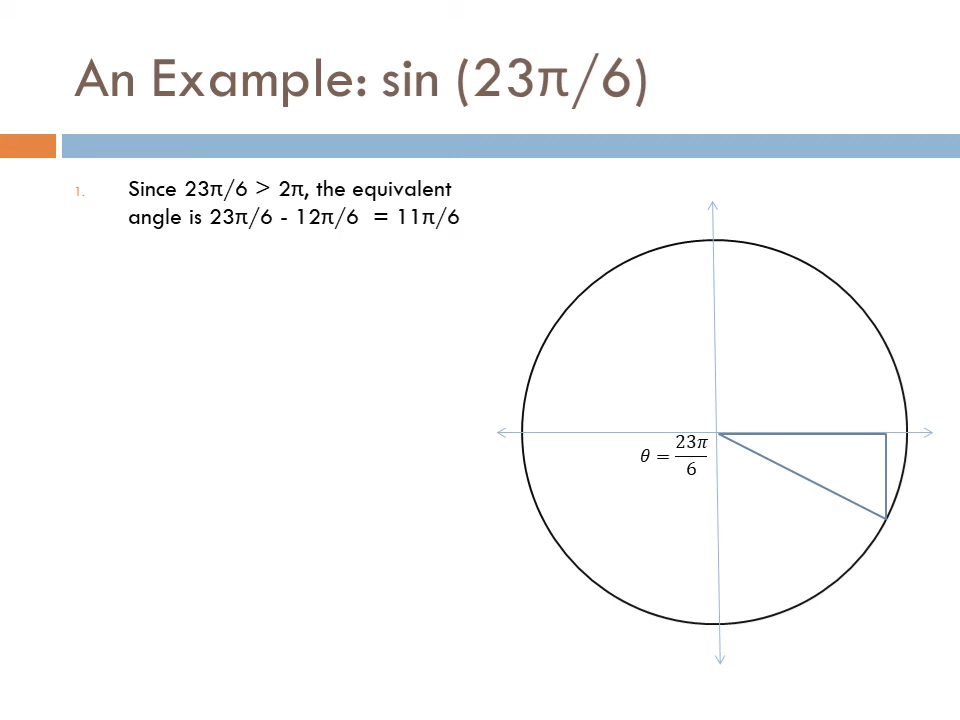 An Example: sin (23π/6)
1. Since 23π/6 > 2π, the equivalent
angle is 23π/6 - 12π/6 = 11π/6
θ = 23π/6